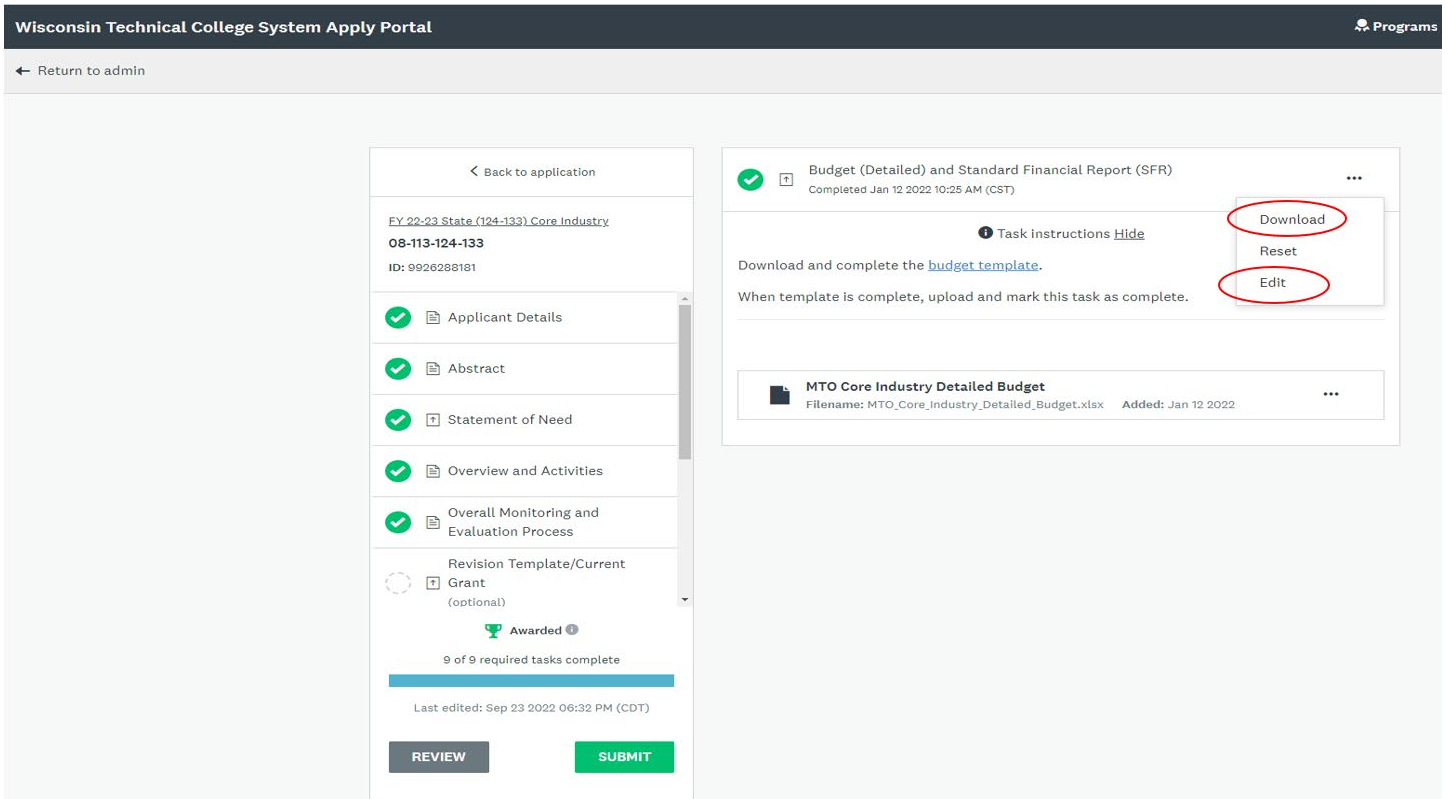 Wisconsin Technical College System Apply Portal
Programs
Return to admin
Back to application
FY 22-23 State (124-133) Core Industry
08-113-124-133
ID: 9926288181
Applicant Details
Abstract
Statement of Need
Overview and Activities
Overall Monitoring and
Evaluation Process
Revision Template/Current
Grant
(optional)
Awarded
9 of 9 required tasks complete
Last edited: Sep 23 2022 06:32 PM (CDT)
REVIEW
SUBMIT
Budget (Detailed) and Standard Financial Report (SFR)
Completed Jan 12 2022 10:25 AM (CST)
Download
Reset
Edit
Task instructions Hide
Download and complete the budget template.
When template is complete, upload and mark this task as complete.
MTO Core Industry Detailed Budget
Filename: MTO_Core_Industry_Detailed_Budget.xlsx Added: Jan 12 2022